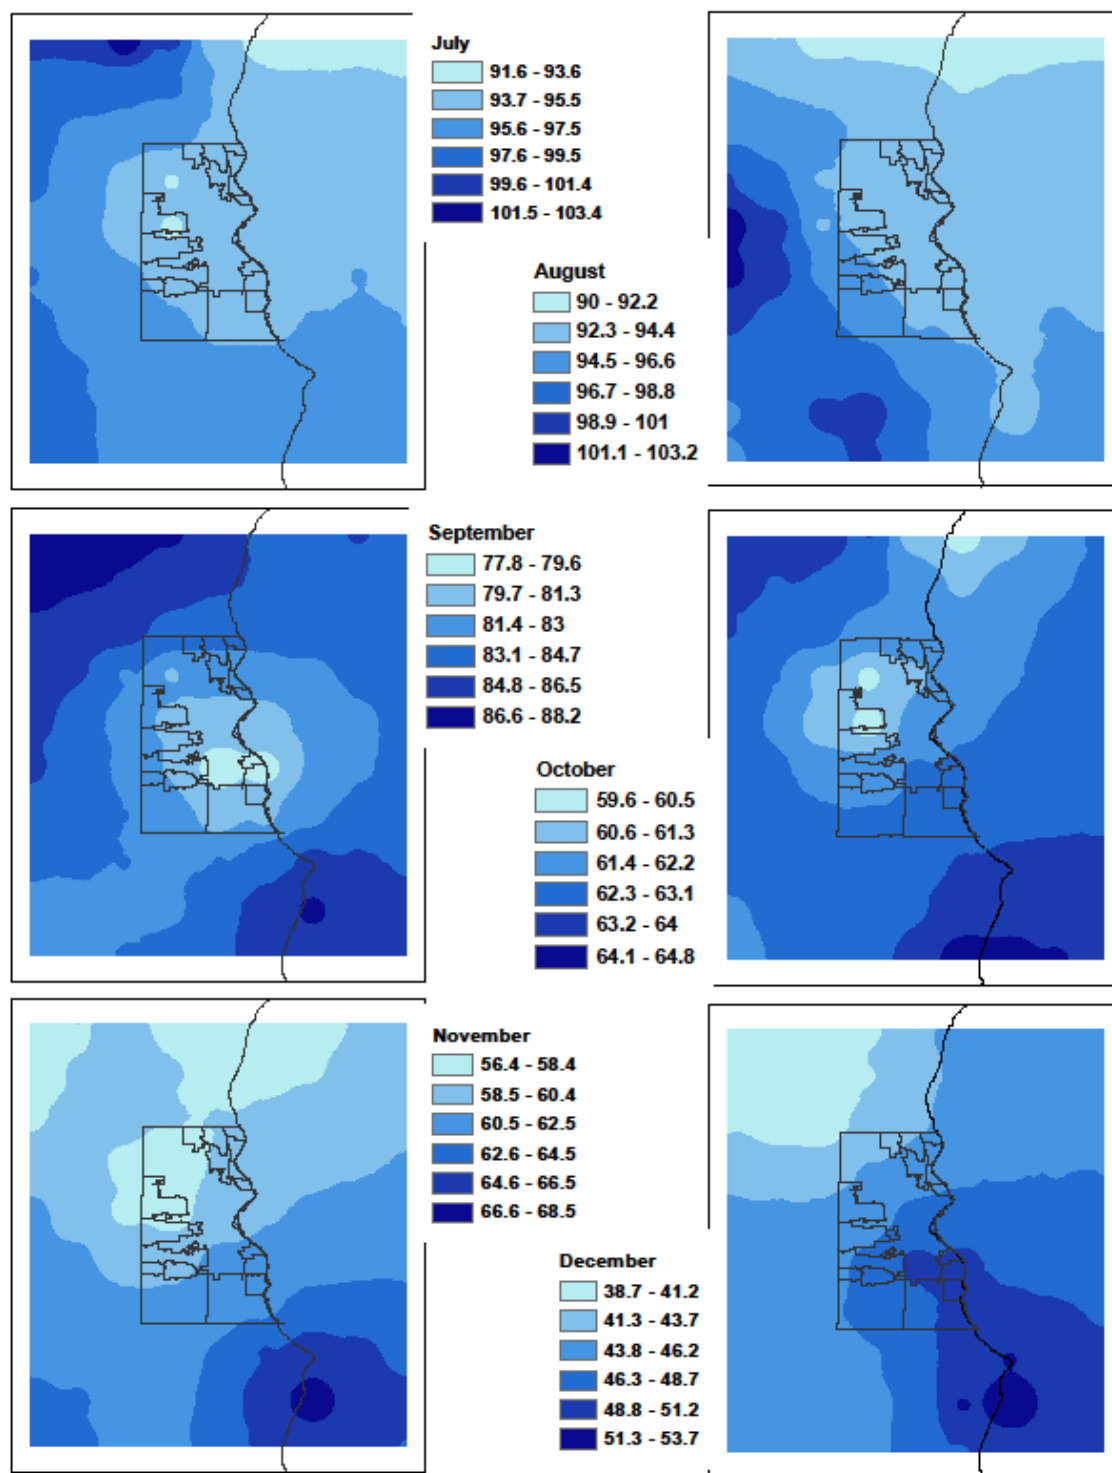 July
91.6 - 93.6
93.7 - 95.5
95.6 - 97.5
97.6 - 99.5
99.6 - 101.4
101.5 - 103.4
August
90 - 92.2
92.3 - 94.4
94.5 - 96.6
96.7 - 98.8
98.9 - 101
101.1 - 103.2
September
77.8 - 79.6
79.7 - 81.3
81.4 - 83
83.1 - 84.7
84.8 - 86.5
86.6 - 88.2
October
59.6 - 60.5
60.6 - 61.3
61.4 - 62.2
62.3 - 63.1
63.2 - 64
64.1 - 64.8
November
56.4 - 58.4
58.5 - 60.4
60.5 - 62.5
62.6 - 64.5
64.6 - 66.5
66.6 - 68.5
December
38.7 - 41.2
41.3 - 43.7
43.8 - 46.2
46.3 - 48.7
48.8 - 51.2
51.3 - 53.7